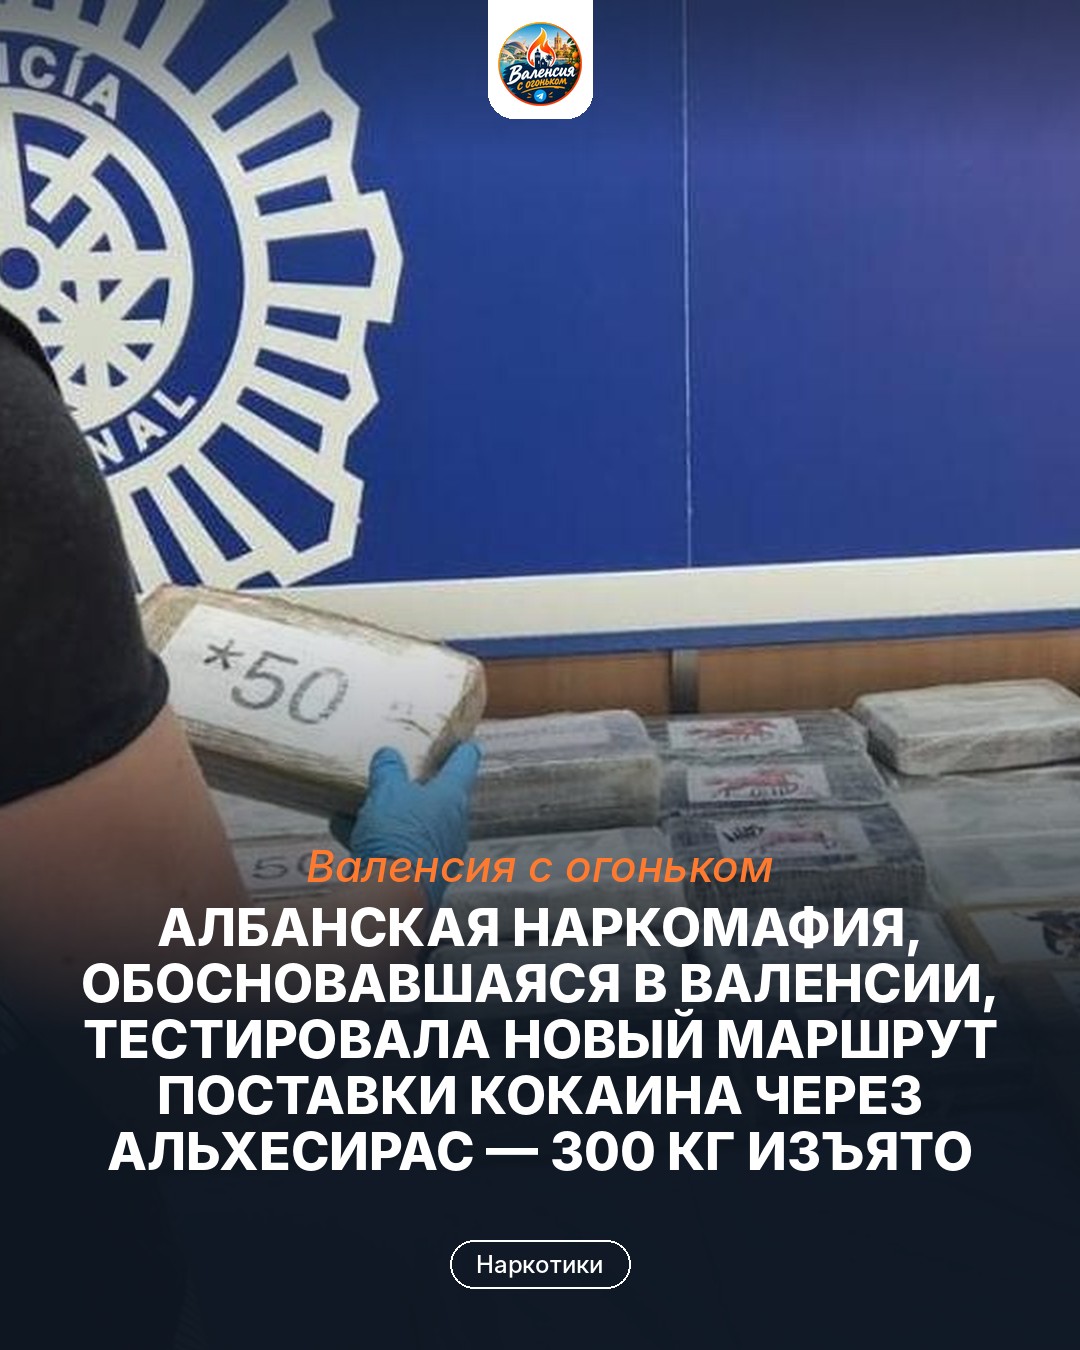 Валенсия
с огоньком
ICÍA
NAL
*50
50
Валенсия с огоньком
АЛБАНСКАЯ НАРКОМАФИЯ,
ОБОСНОВАВШАЯСЯ В ВАЛЕНСИИ,
ТЕСТИРОВАЛА НОВЫЙ МАРШРУТ
ПОСТАВКИ КОКАИНА ЧЕРЕЗ
АЛЬХЕСИРАС — 300 КГ ИЗЪЯТО
Наркотики